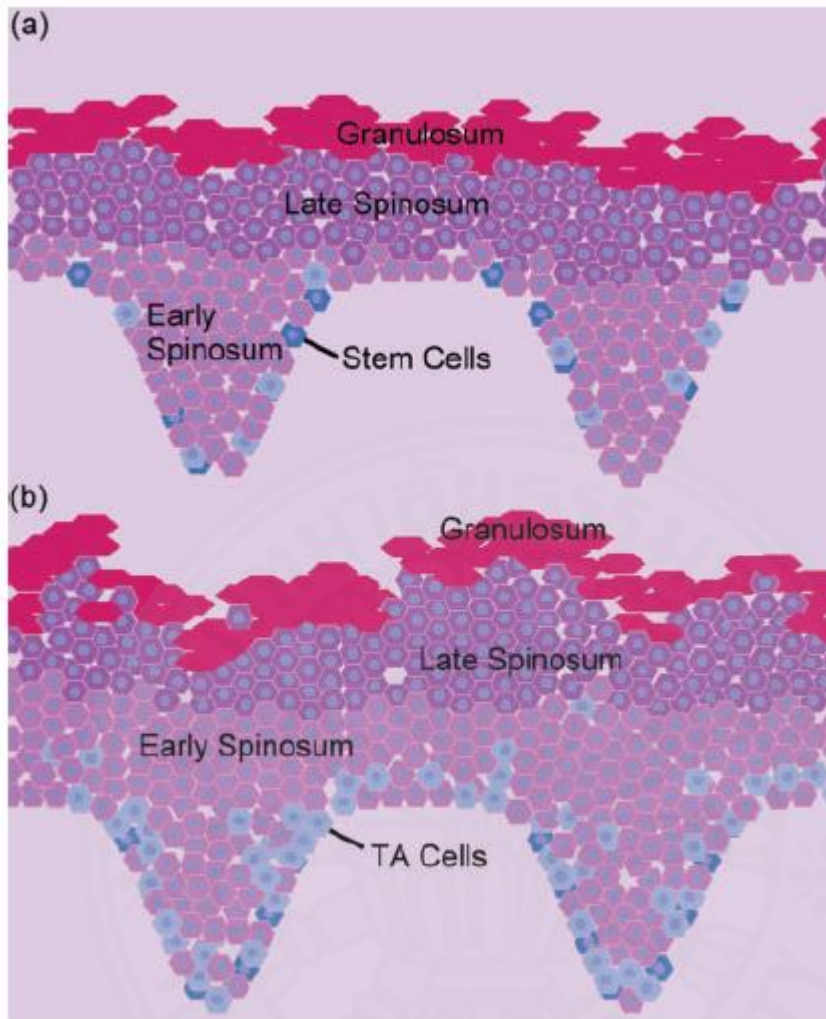 (a)
Granulosum
Late Spinosum
Early
Spinosum
Stem Cells
(b)
Granulosum
Late Spinosum
Early Spinosum
TA Cells